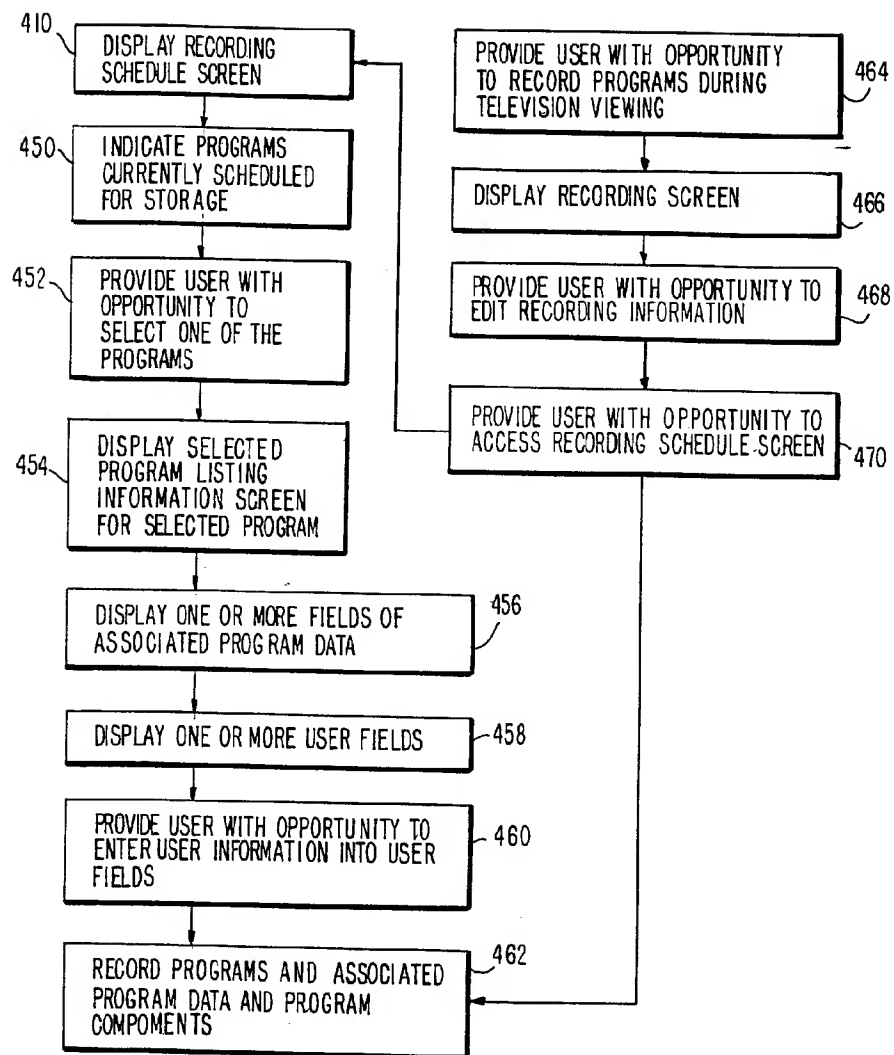 410
DISPLAY RECORDING
SCHEDULE SCREEN
450
INDICATE PROGRAMS
CURRENTLY SCHEDULED
FOR STORAGE
452
PROVIDE USER WITH
OPPORTUNITY TO
SELECT ONE OF THE
PROGRAMS
454
DISPLAY SELECTED
PROGRAM LISTING
INFORMATION SCREEN
FOR SELECTED PROGRAM
DISPLAY ONE OR MORE FIELDS OF
ASSOCIATED PROGRAM DATA
456
DISPLAY ONE OR MORE USER FIELDS
458
PROVIDE USER WITH OPPORTUNITY TO
ENTER USER INFORMATION INTO USER
FIELDS
460
RECORD PROGRAMS AND ASSOCIATED
PROGRAM DATA AND PROGRAM
COMPOMENTS
462
PROVIDE USER WITH OPPORTUNITY
TO RECORD PROGRAMS DURING
TELEVISION VIEWING
464
DISPLAY RECORDING SCREEN
466
PROVIDE USER WITH OPPORTUNITY TO
EDIT RECORDING INFORMATION
468
PROVIDE USER WITH OPPORTUNITY TO
ACCESS RECORDING SCHEDULE SCREEN
470